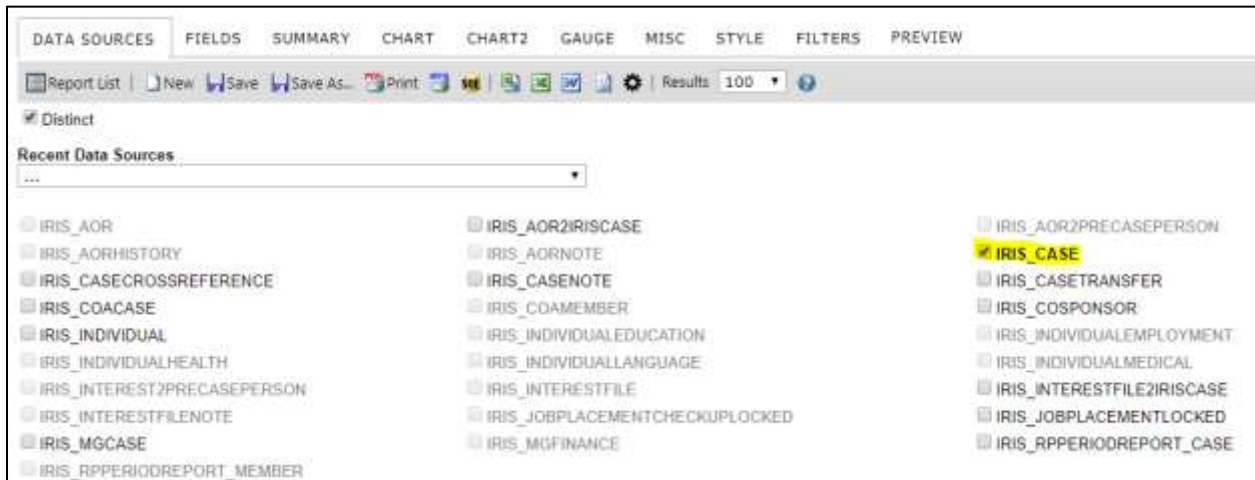 DATA SOURCES FIELDS SUMMARY CHART CHART2 GAUGE MISC STYLE FILTERS PREVIEW
Report List | New Save Save As... Print | Results 100
Distinct
Recent Data Sources
...
IRIS_AOR IRIS_AOR2IRISCASE IRIS_AOR2PRECASEPERSON
IRIS_AORHISTORY IRIS_AORNOTE IRIS_CASE
IRIS_CASECROSSREFERENCE IRIS_CASENOTE IRIS_CASETRANSFER
IRIS_COACASE IRIS_COAMEMBER IRIS_COSPONSOR
IRIS_INDIVIDUAL IRIS_INDIVIDUALEDUCATION IRIS_INDIVIDUALEMPLOYMENT
IRIS_INDIVIDUALHEALTH IRIS_INDIVIDUALLANGUAGE IRIS_INDIVIDUALMEDICAL
IRIS_INTEREST2PRECASEPERSON IRIS_INTERESTFILE IRIS_INTERESTFILE2IRISCASE
IRIS_INTERESTFILENOTE IRIS_JOBPLACEMENTCHECKUPLOCKED IRIS_JOBPLACEMENTLOCKED
IRIS_MGCASE IRIS_MGFINANCE IRIS_RPPERIODREPORT_CASE
IRIS_RPPERIODREPORT_MEMBER